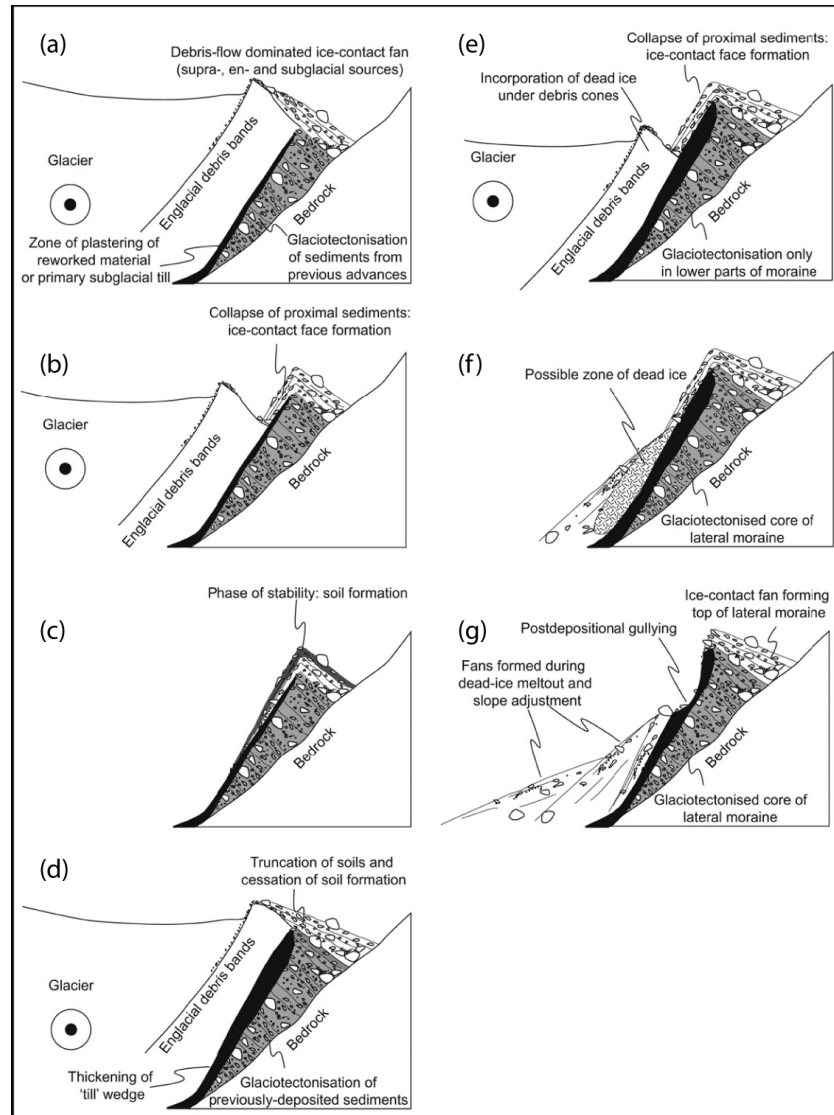 (a)
Debris-flow dominated ice-contact fan
(supra-, en- and subglacial sources)
Glacier
Englacial debris bands
Bedrock
Zone of plastering of
reworked material
or primary subglacial till
Glaciotectonisation
of sediments from
previous advances
(b)
Collapse of proximal sediments:
ice-contact face formation
Glacier
Englacial debris bands
Bedrock
(c)
Phase of stability: soil formation
Bedrock
(d)
Truncation of soils and
cessation of soil formation
Glacier
Englacial debris bands
Bedrock
Thickening of
'till' wedge
Glaciotectonisation of
previously-deposited sediments
(e)
Collapse of proximal sediments:
ice-contact face formation
Incorporation of dead ice
under debris cones
Glacier
Englacial debris bands
Bedrock
Glaciotectonisation only
in lower parts of moraine
(f)
Possible zone of dead ice
Bedrock
Glaciotectonised core of
lateral moraine
(g)
Ice-contact fan forming
top of lateral moraine
Postdepositional gullying
Fans formed during
dead-ice meltout and
slope adjustment
Bedrock
Glaciotectonised core of
lateral moraine